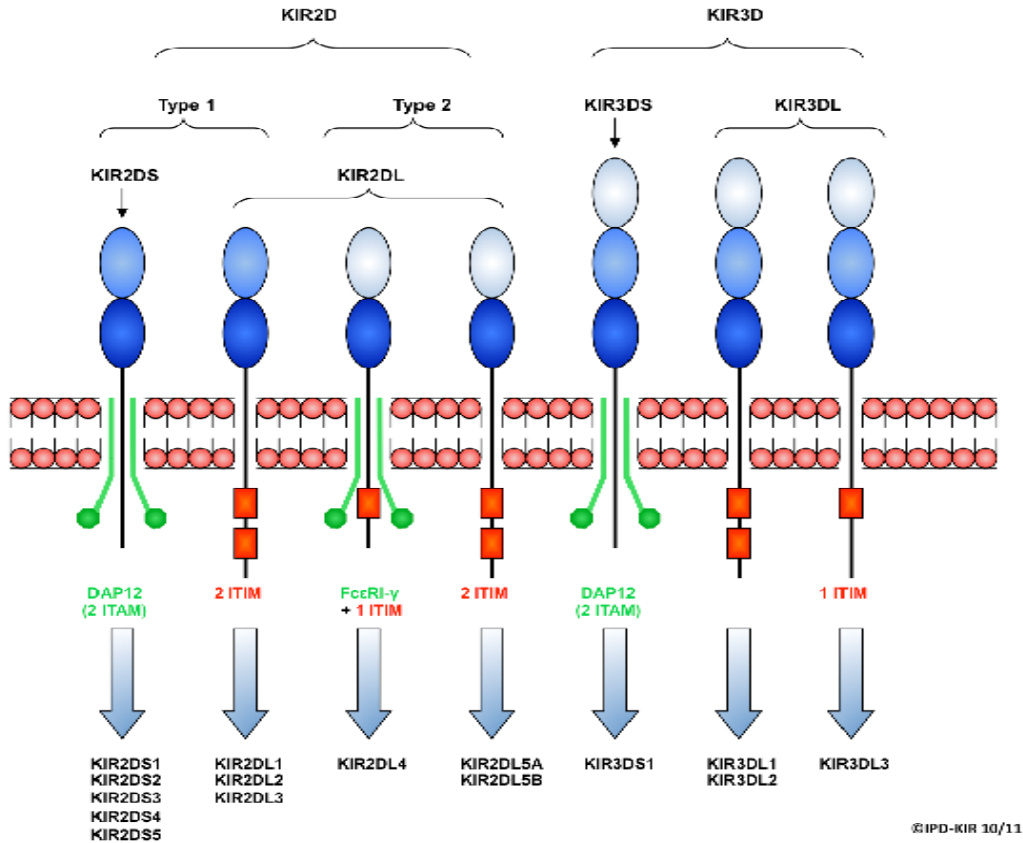 KIR2D
KIR3D
Type 1
Type 2
KIR3DS
KIR3DL
KIR2DS
KIR2DL
DAP12
(2 ITAM)
2 ITIM
FcεRI-γ
+ 1 ITIM
2 ITIM
DAP12
(2 ITAM)
1 ITIM
KIR2DS1
KIR2DS2
KIR2DS3
KIR2DS4
KIR2DS5
KIR2DL1
KIR2DL2
KIR2DL3
KIR2DL4
KIR2DL5A
KIR2DL5B
KIR3DS1
KIR3DL1
KIR3DL2
KIR3DL3
©IPD-KIR 10/11